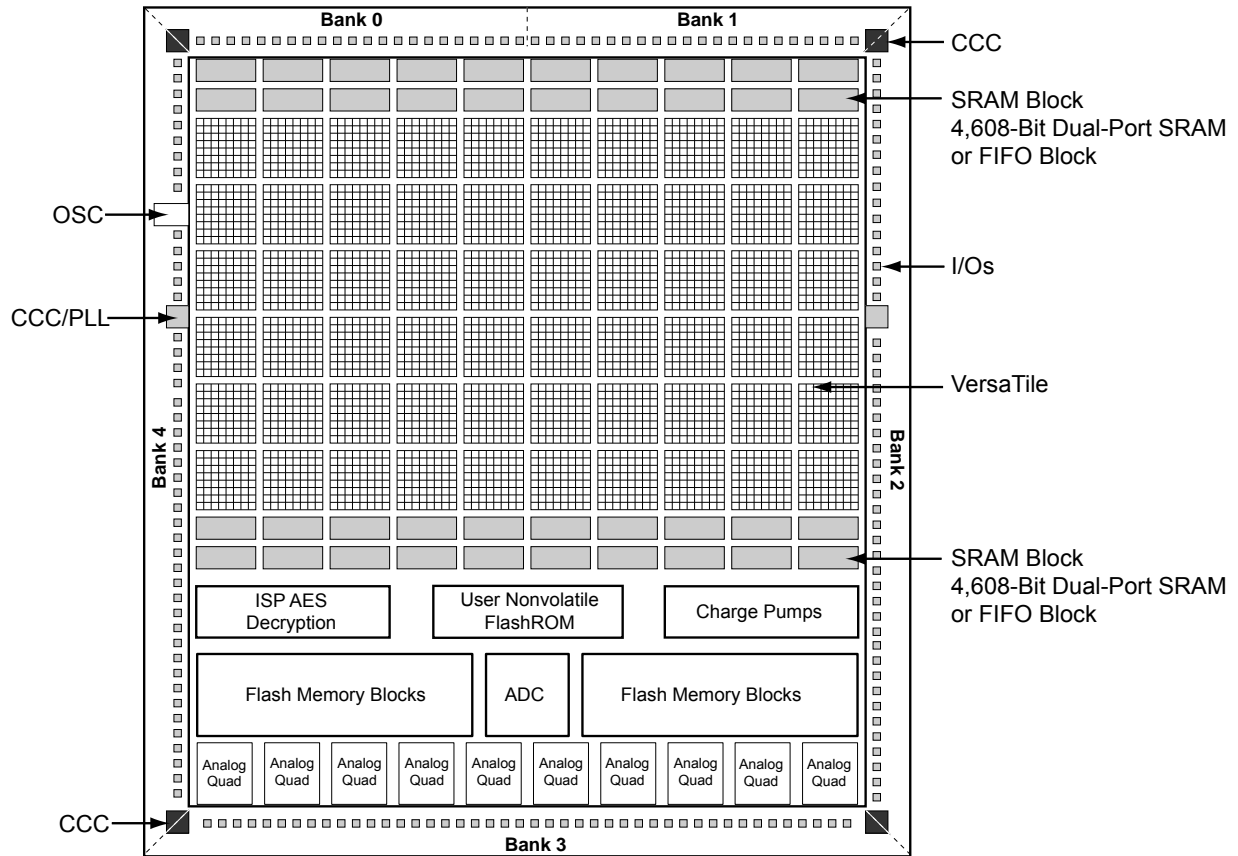 Bank 0
Bank 1
CCC
SRAM Block
4,608-Bit Dual-Port SRAM
or FIFO Block
OSC
I/Os
CCC/PLL
VersaTile
Bank 4
Bank 2
SRAM Block
4,608-Bit Dual-Port SRAM
or FIFO Block
ISP AES
Decryption
User Nonvolatile
FlashROM
Charge Pumps
Flash Memory Blocks
ADC
Flash Memory Blocks
Analog
Quad
Analog
Quad
Analog
Quad
Analog
Quad
Analog
Quad
Analog
Quad
Analog
Quad
Analog
Quad
Analog
Quad
Analog
Quad
CCC
Bank 3